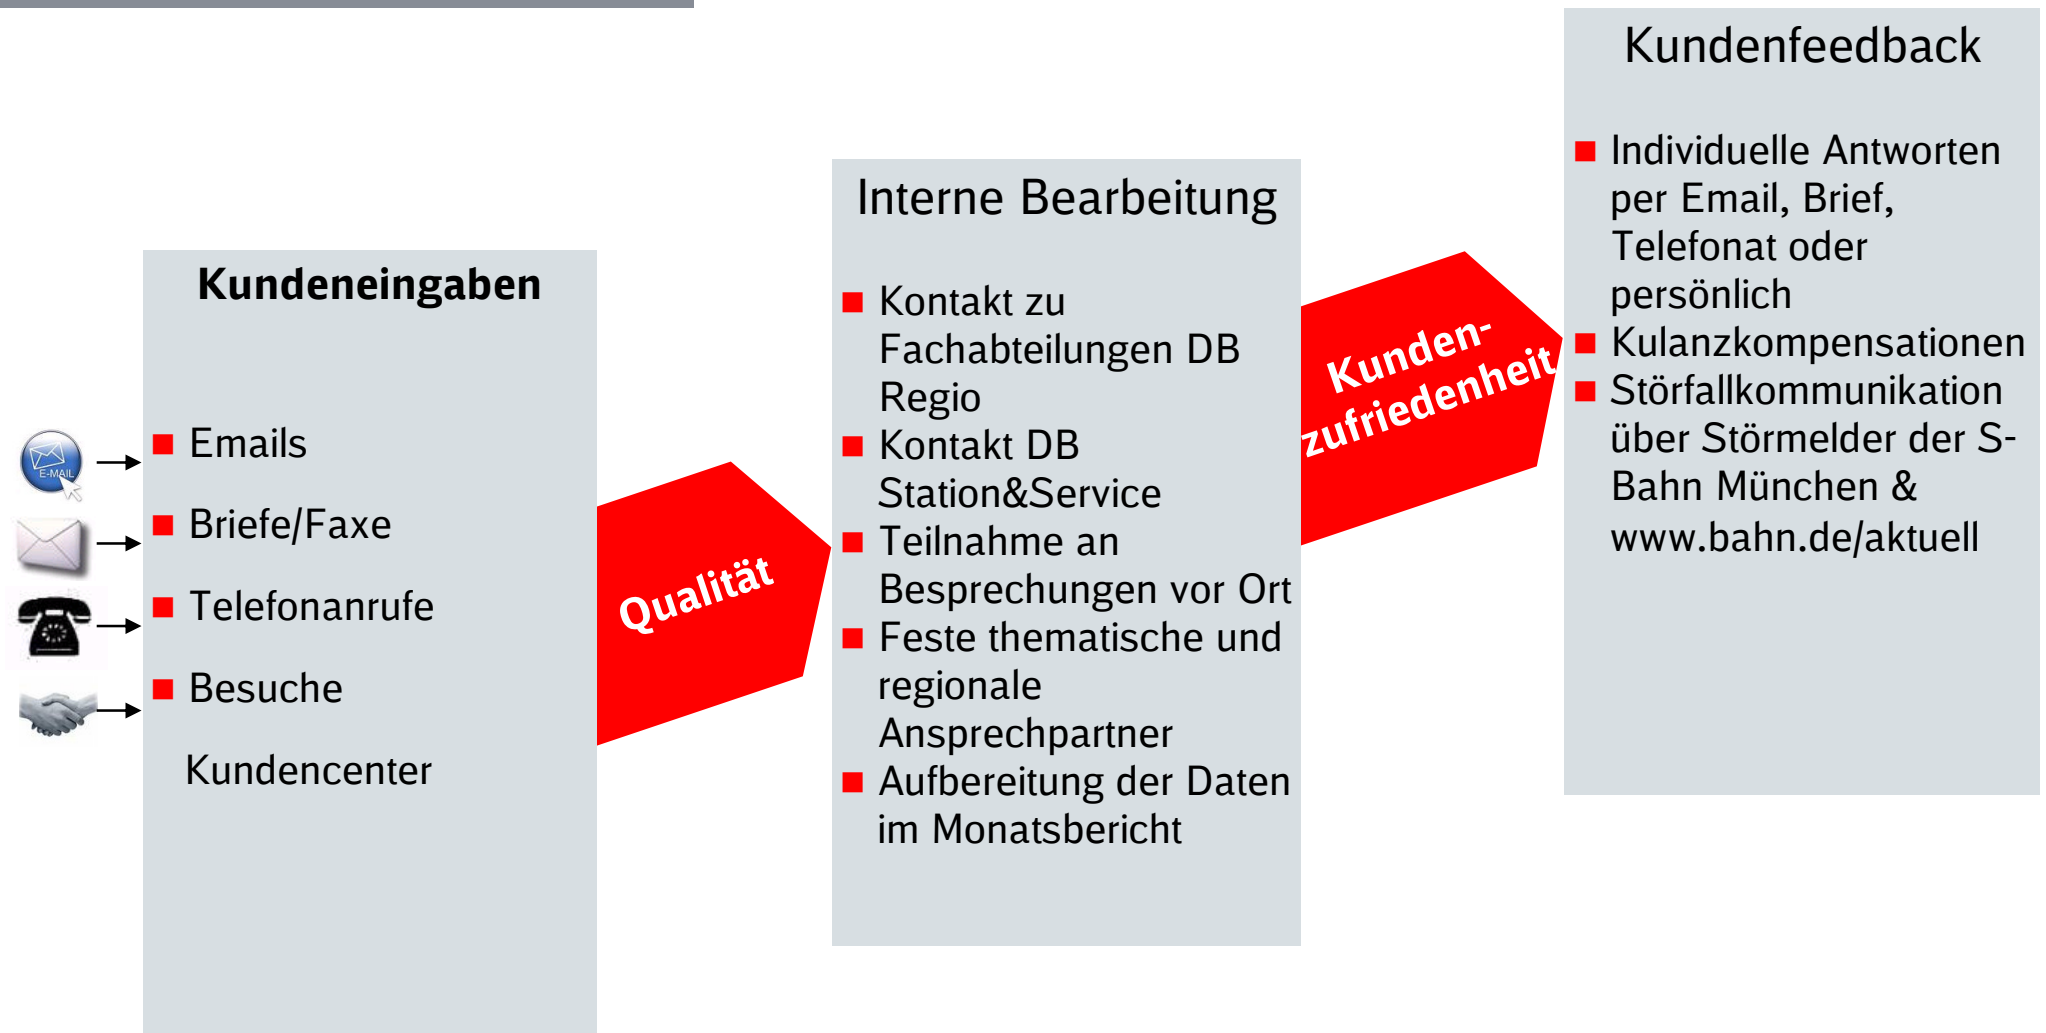 Kundeneingaben
E-MAIL
Emails
Briefe/Faxe
Telefonanrufe
Besuche
Kundencenter
Qualität
Interne Bearbeitung
Kontakt zu
Fachabteilungen DB
Regio
Kontakt DB
Station&Service
Teilnahme an
Besprechungen vor Ort
Feste thematische und
regionale
Ansprechpartner
Aufbereitung der Daten
im Monatsbericht
Kunden-
zufriedenheit
Kundenfeedback
Individuelle Antworten
per Email, Brief,
Telefonat oder
persönlich
Kulanzkompensationen
Störfallkommunikation
über Störmelder der S-
Bahn München &
www.bahn.de/aktuell